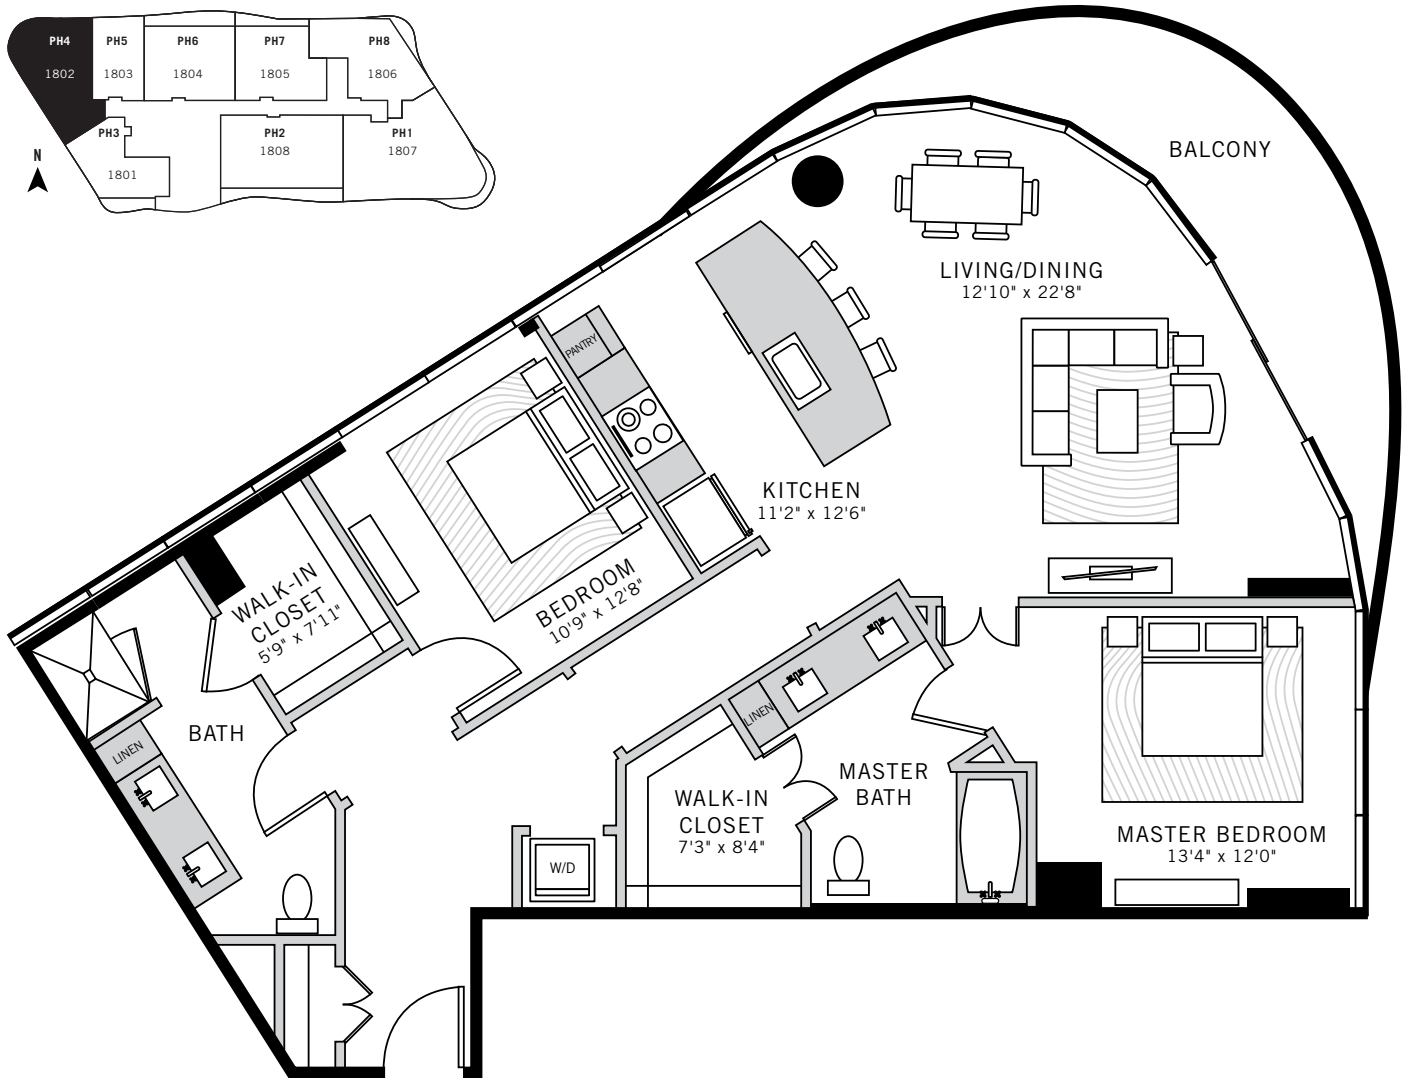 PH4
1802
PH5
1803
PH6
1804
PH7
1805
PH8
1806
PH3
1801
PH2
1808
PH1
1807
N
BALCONY
LIVING/DINING
12'10" x 22'8"
PANTRY
KITCHEN
11'2" x 12'6"
BEDROOM
10'9" x 12'8"
WALK-IN
CLOSET
5'9" x 7'11"
BATH
LINEN
LINEN
WALK-IN
CLOSET
7'3" x 8'4"
MASTER
BATH
MASTER BEDROOM
13'4" x 12'0"
W/D